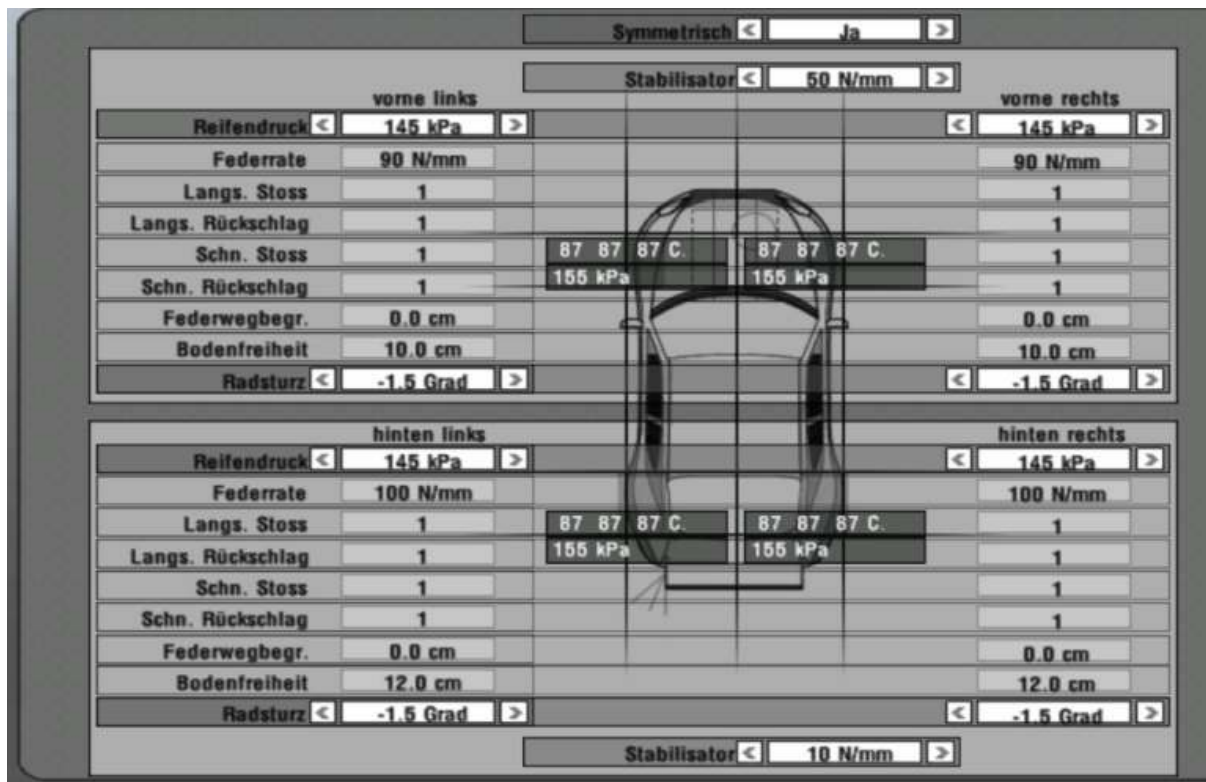 Symmetrisch < Ja >
Stabilisator < 50 N/mm >
vorne links vorne rechts
Reifendruck < 145 kPa > < 145 kPa >
Federrate 90 N/mm 90 N/mm
Langs. Stoss 1 1
Langs. Rückschlag 1 1
Schn. Stoss 1 87 87 87 C. 87 87 87 C. 1
Schn. Rückschlag 1 155 kPa 155 kPa 1
Federwegbegr. 0.0 cm 0.0 cm
Bodenfreiheit 10.0 cm 10.0 cm
Radsturz < -1.5 Grad > < -1.5 Grad >
hinten links hinten rechts
Reifendruck < 145 kPa > < 145 kPa >
Federrate 100 N/mm 100 N/mm
Langs. Stoss 1 87 87 87 C. 87 87 87 C. 1
Langs. Rückschlag 1 155 kPa 155 kPa 1
Schn. Stoss 1 1
Schn. Rückschlag 1 1
Federwegbegr. 0.0 cm 0.0 cm
Bodenfreiheit 12.0 cm 12.0 cm
Radsturz < -1.5 Grad > < -1.5 Grad >
Stabilisator < 10 N/mm >